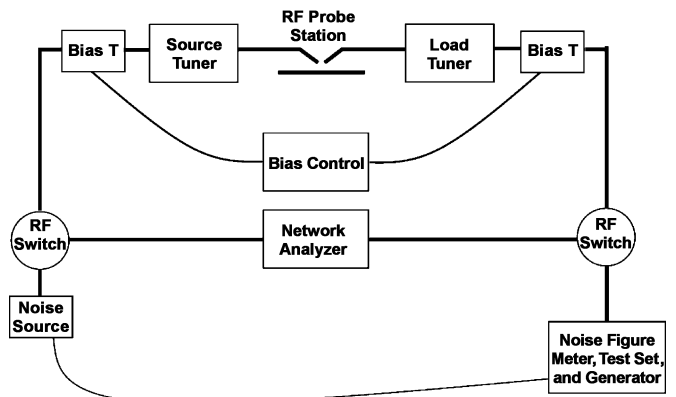 RF Probe
Station
Bias T
Source
Tuner
Load
Tuner
Bias T
Bias Control
RF
Switch
Network
Analyzer
RF
Switch
Noise
Source
Noise Figure
Meter, Test Set,
and Generator